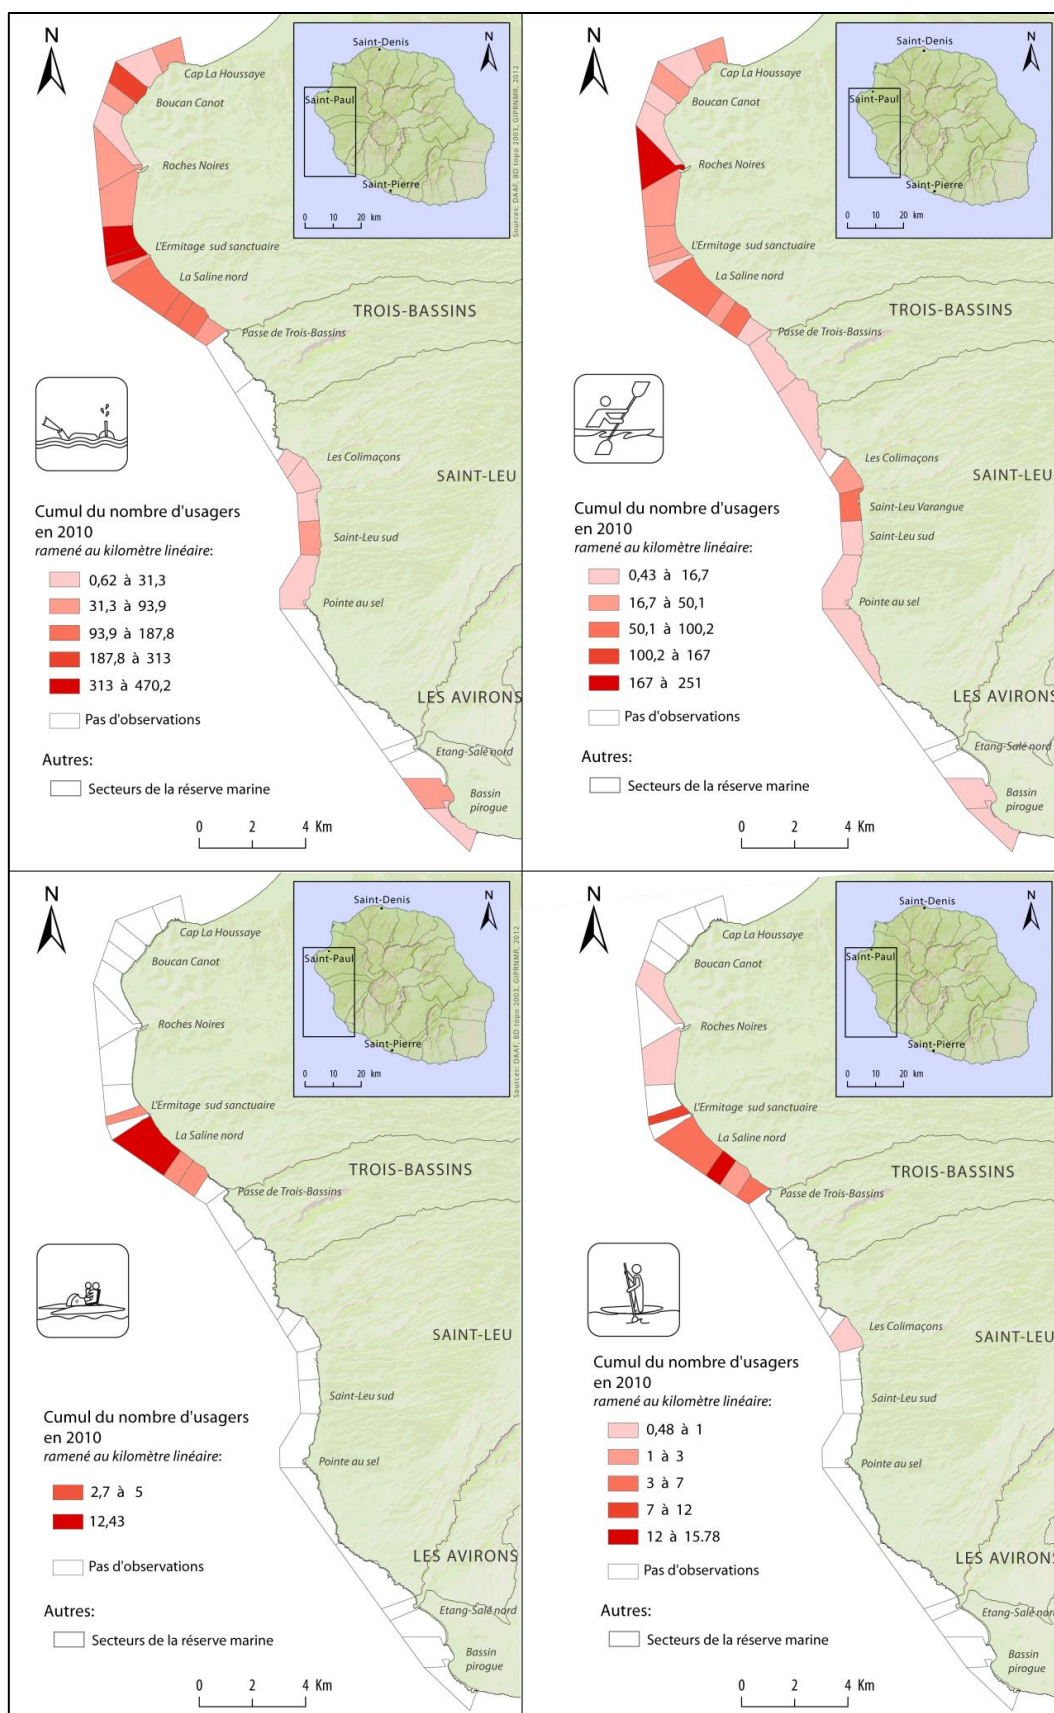 N
Saint-Denis
N
Saint-Paul
Saint-Pierre
0 10 20 km
Sources: DAAF, BD topo 2003, GIPRNMR, 2012
Cap La Houssaye
Boucan Canot
Roches Noires
L'Ermitage sud sanctuaire
La Saline nord
TROIS-BASSINS
Passe de Trois-Bassins
Les Colimaçons
SAINT-LEU
Saint-Leu sud
Pointe au sel
LES AVIRONS
Etang-Salé nord
Bassin
pirogue
Cumul du nombre d'usagers
en 2010
ramené au kilomètre linéaire:
0,62 à 31,3
31,3 à 93,9
93,9 à 187,8
187,8 à 313
313 à 470,2
Pas d'observations
Autres:
Secteurs de la réserve marine
0 2 4 Km
N
Saint-Denis
N
Saint-Paul
Saint-Pierre
0 10 20 km
Cap La Houssaye
Boucan Canot
Roches Noires
L'Ermitage sud sanctuaire
La Saline nord
TROIS-BASSINS
Passe de Trois-Bassins
Les Colimaçons
SAINT-LEU
Saint-Leu Varangue
Saint-Leu sud
Pointe au sel
LES AVIRONS
Etang-Salé nord
Bassin
pirogue
Cumul du nombre d'usagers
en 2010
ramené au kilomètre linéaire:
0,43 à 16,7
16,7 à 50,1
50,1 à 100,2
100,2 à 167
167 à 251
Pas d'observations
Autres:
Secteurs de la réserve marine
0 2 4 Km
N
Saint-Denis
N
Saint-Paul
Saint-Pierre
0 10 20 km
Sources: DAAF, BD topo 2003, GIPRNMR, 2012
Cap La Houssaye
Boucan Canot
Roches Noires
L'Ermitage sud sanctuaire
La Saline nord
TROIS-BASSINS
Passe de Trois-Bassins
SAINT-LEU
Saint-Leu sud
Pointe au sel
LES AVIRONS
Etang-Salé nord
Bassin
pirogue
Cumul du nombre d'usagers
en 2010
ramené au kilomètre linéaire:
2,7 à 5
12,43
Pas d'observations
Autres:
Secteurs de la réserve marine
0 2 4 Km
N
Saint-Denis
N
Saint-Paul
Saint-Pierre
0 10 20 km
Cap La Houssaye
Boucan Canot
Roches Noires
L'Ermitage sud sanctuaire
La Saline nord
TROIS-BASSINS
Passe de Trois-Bassins
Les Colimaçons
SAINT-LEU
Saint-Leu sud
Pointe au sel
LES AVIRONS
Etang-Salé nord
Bassin
pirogue
Cumul du nombre d'usagers
en 2010
ramené au kilomètre linéaire:
0,48 à 1
1 à 3
3 à 7
7 à 12
12 à 15.78
Pas d'observations
Autres:
Secteurs de la réserve marine
0 2 4 Km